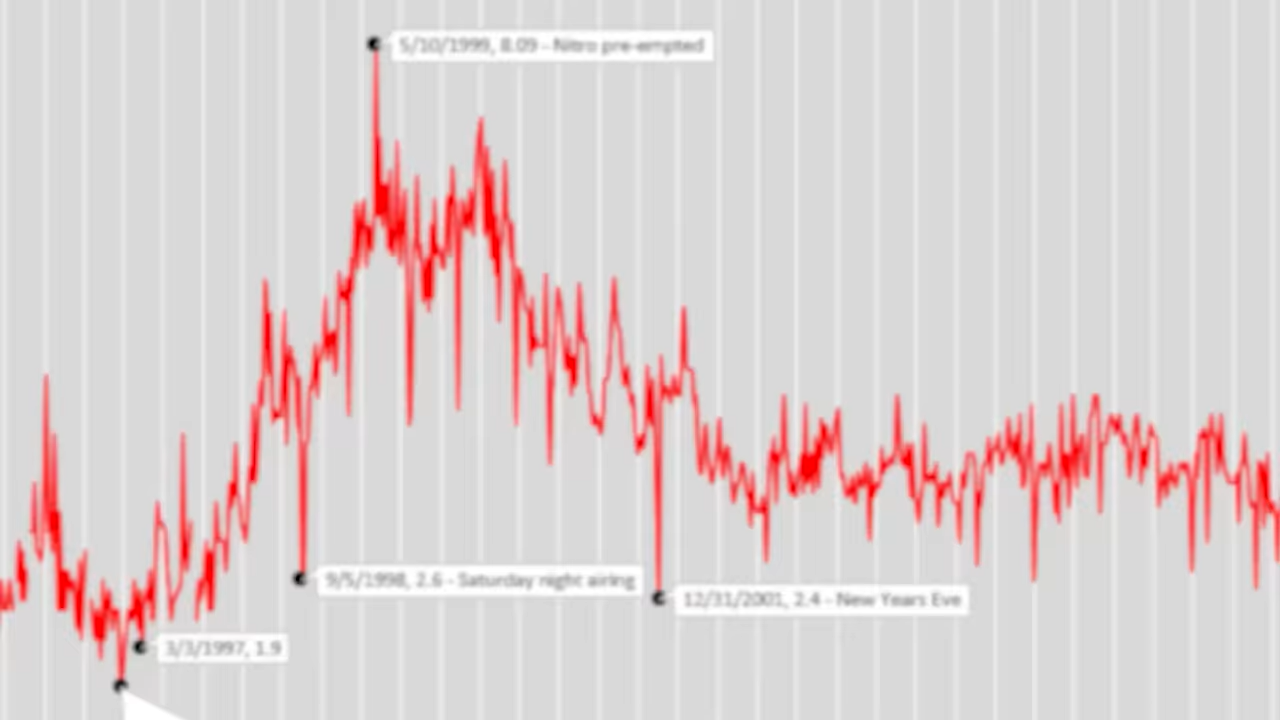 5/10/1999, 8.09 - Nitro pre-empted
9/5/1998, 2.6 - Saturday night airing
12/31/2001, 2.4 - New Years Eve
3/3/1997, 1.9